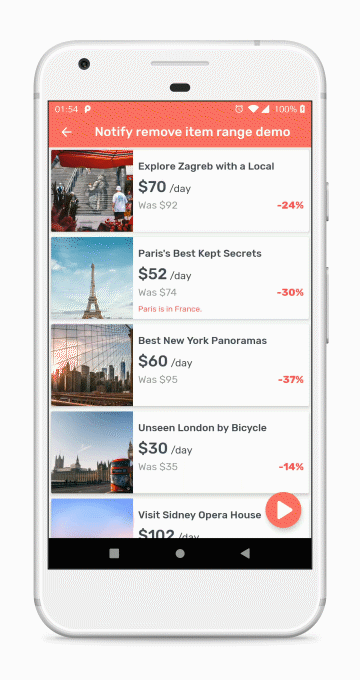 01:54 100%
Notify remove item range demo
Explore Zagreb with a Local
$70 /day
Was $92 -24%
Paris's Best Kept Secrets
$52 /day
Was $74 -30%
Paris is in France.
Best New York Panoramas
$60 /day
Was $95 -37%
Unseen London by Bicycle
$30 /day
Was $35 -14%
Visit Sidney Opera House
$102 /day